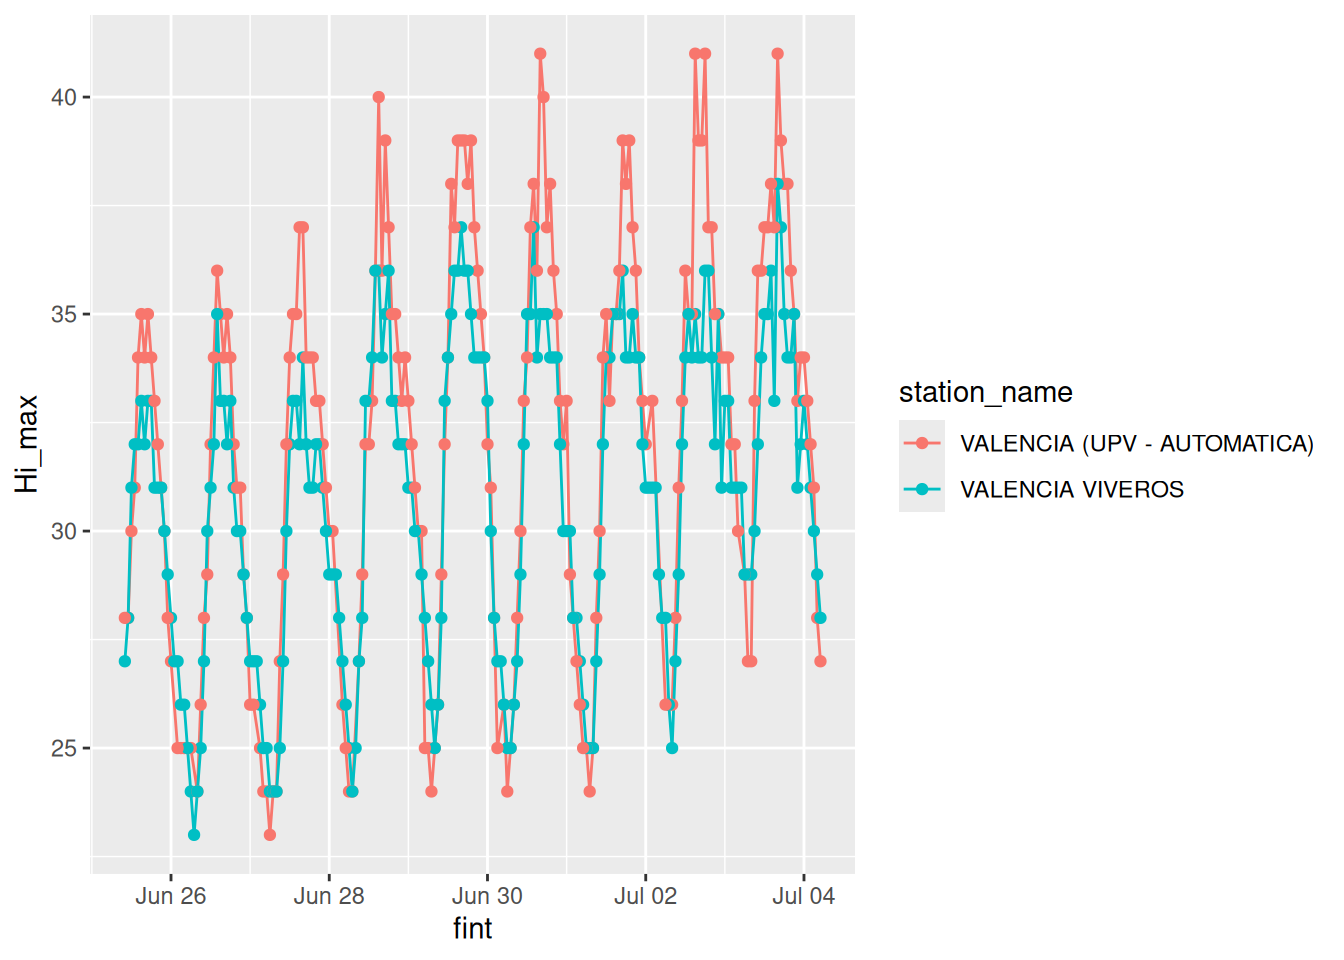 40
35
30
25
Hi_max
Jun 26
Jun 28
Jun 30
Jul 02
Jul 04
fint
station_name
VALENCIA (UPV - AUTOMATICA)
VALENCIA VIVEROS